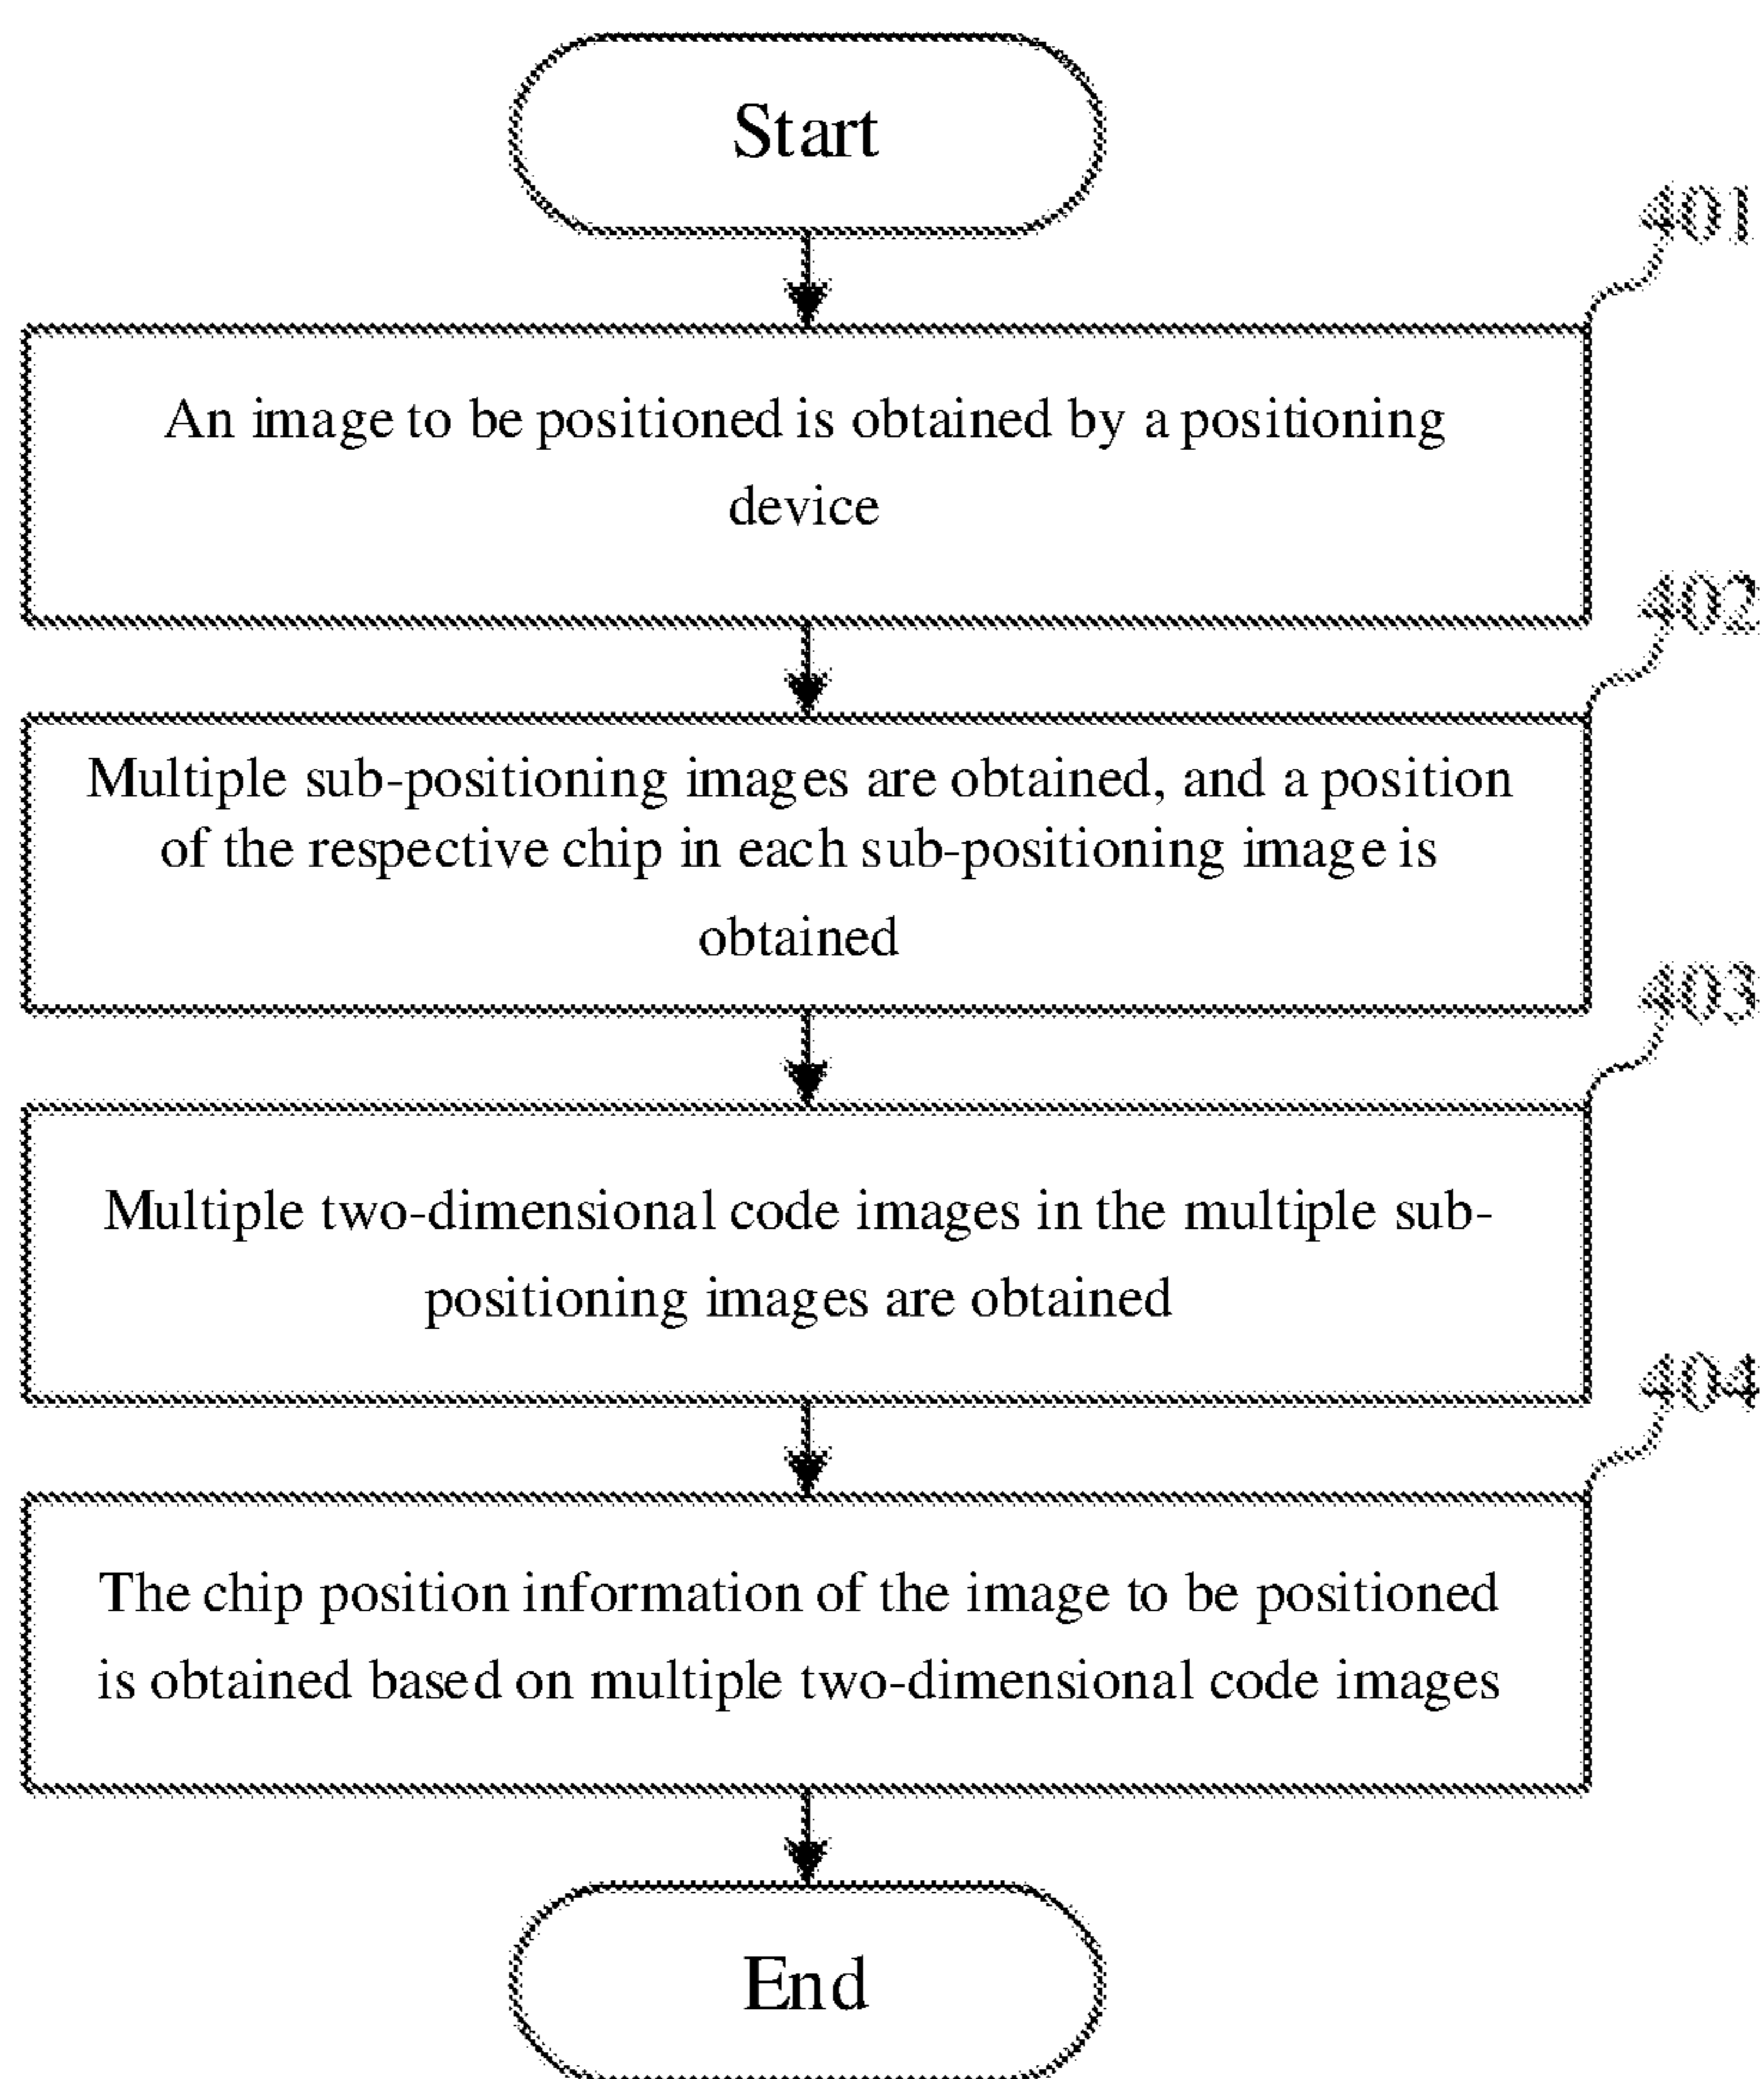 Start
401
An image to be positioned is obtained by a positioning
device
402
Multiple sub-positioning images are obtained, and a position
of the respective chip in each sub-positioning image is
obtained
403
Multiple two-dimensional code images in the multiple sub-
positioning images are obtained
404
The chip position information of the image to be positioned
is obtained based on multiple two-dimensional code images
End